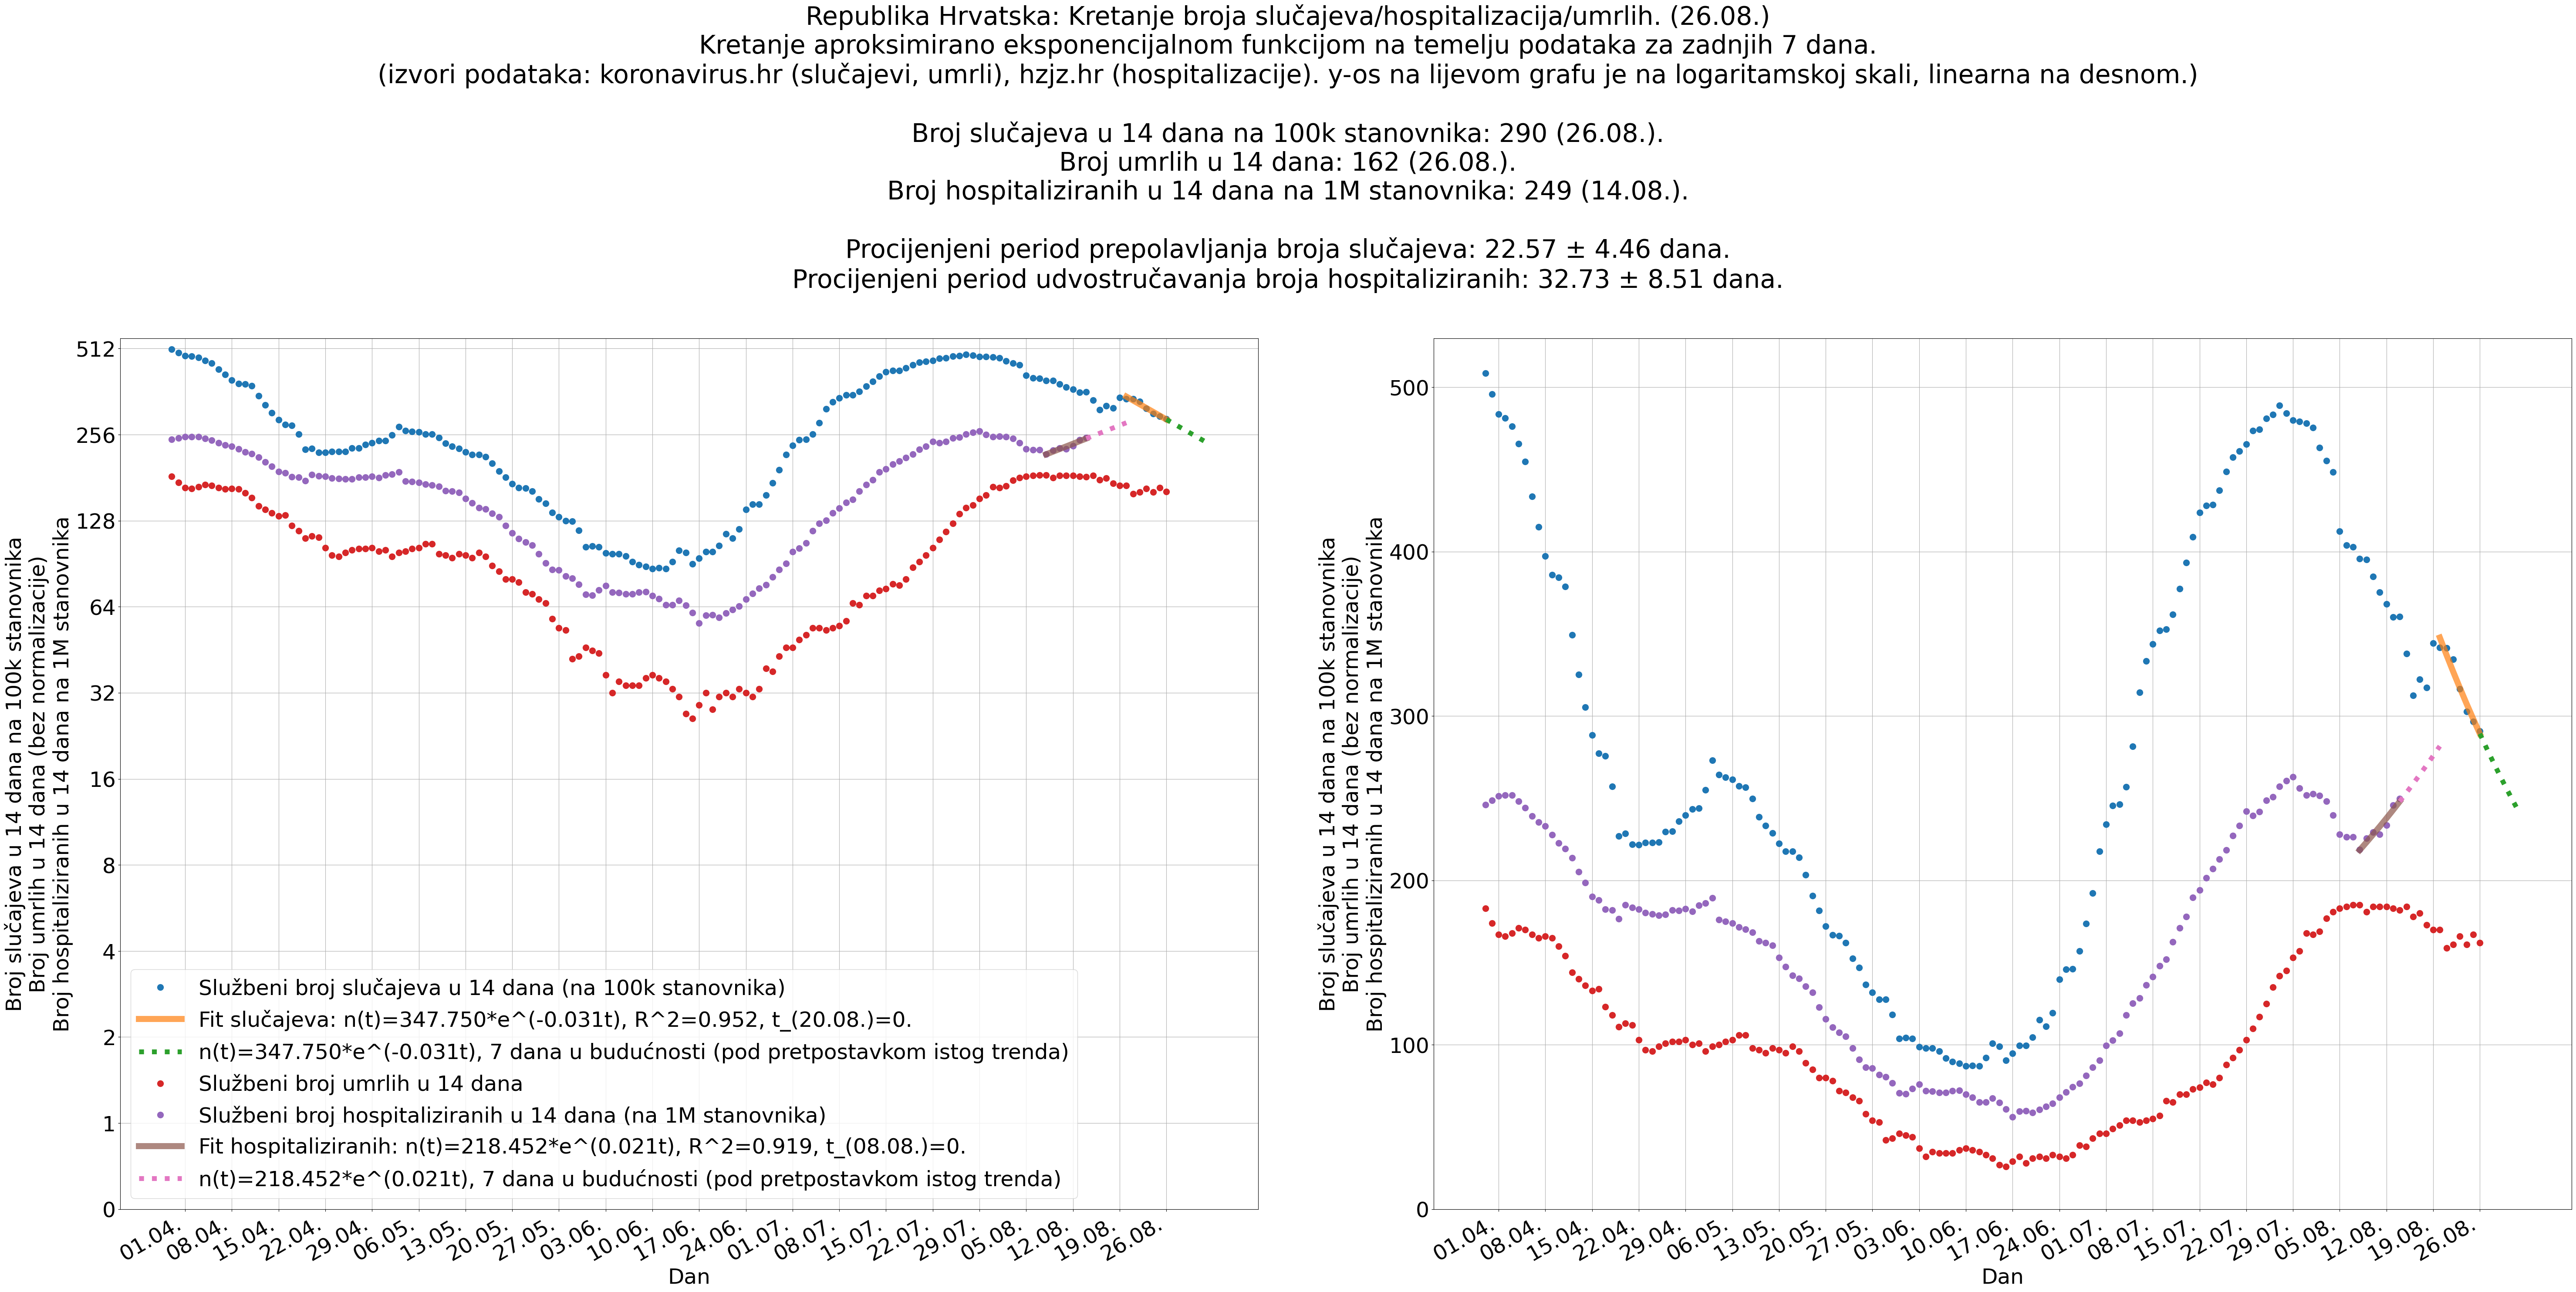 Republika Hrvatska: Kretanje broja slučajeva/hospitalizacija/umrlih. (26.08.)
Kretanje aproksimirano eksponencijalnom funkcijom na temelju podataka za zadnjih 7 dana.
(izvori podataka: koronavirus.hr (slučajevi, umrli), hzjz.hr (hospitalizacije). y-os na lijevom grafu je na logaritamskoj skali, linearna na desnom.)
Broj slučajeva u 14 dana na 100k stanovnika: 290 (26.08.).
Broj umrlih u 14 dana: 162 (26.08.).
Broj hospitaliziranih u 14 dana na 1M stanovnika: 249 (14.08.).
Procijenjeni period prepolavljanja broja slučajeva: 22.57 ± 4.46 dana.
Procijenjeni period udvostručavanja broja hospitaliziranih: 32.73 ± 8.51 dana.
Broj slučajeva u 14 dana na 100k stanovnika
Broj umrlih u 14 dana (bez normalizacije)
Broj hospitaliziranih u 14 dana na 1M stanovnika
512
256
128
64
32
16
8
4
2
1
0
Službeni broj slučajeva u 14 dana (na 100k stanovnika)
Fit slučajeva: n(t)=347.750*e^(-0.031t), R^2=0.952, t_(20.08.)=0.
n(t)=347.750*e^(-0.031t), 7 dana u budućnosti (pod pretpostavkom istog trenda)
Službeni broj umrlih u 14 dana
Službeni broj hospitaliziranih u 14 dana (na 1M stanovnika)
Fit hospitaliziranih: n(t)=218.452*e^(0.021t), R^2=0.919, t_(08.08.)=0.
n(t)=218.452*e^(0.021t), 7 dana u budućnosti (pod pretpostavkom istog trenda)
01.04. 08.04. 15.04. 22.04. 29.04. 06.05. 13.05. 20.05. 27.05. 03.06. 10.06. 17.06. 24.06. 01.07. 08.07. 15.07. 22.07. 29.07. 05.08. 12.08. 19.08. 26.08.
Dan
Broj slučajeva u 14 dana na 100k stanovnika
Broj umrlih u 14 dana (bez normalizacije)
Broj hospitaliziranih u 14 dana na 1M stanovnika
500
400
300
200
100
0
01.04. 08.04. 15.04. 22.04. 29.04. 06.05. 13.05. 20.05. 27.05. 03.06. 10.06. 17.06. 24.06. 01.07. 08.07. 15.07. 22.07. 29.07. 05.08. 12.08. 19.08. 26.08.
Dan